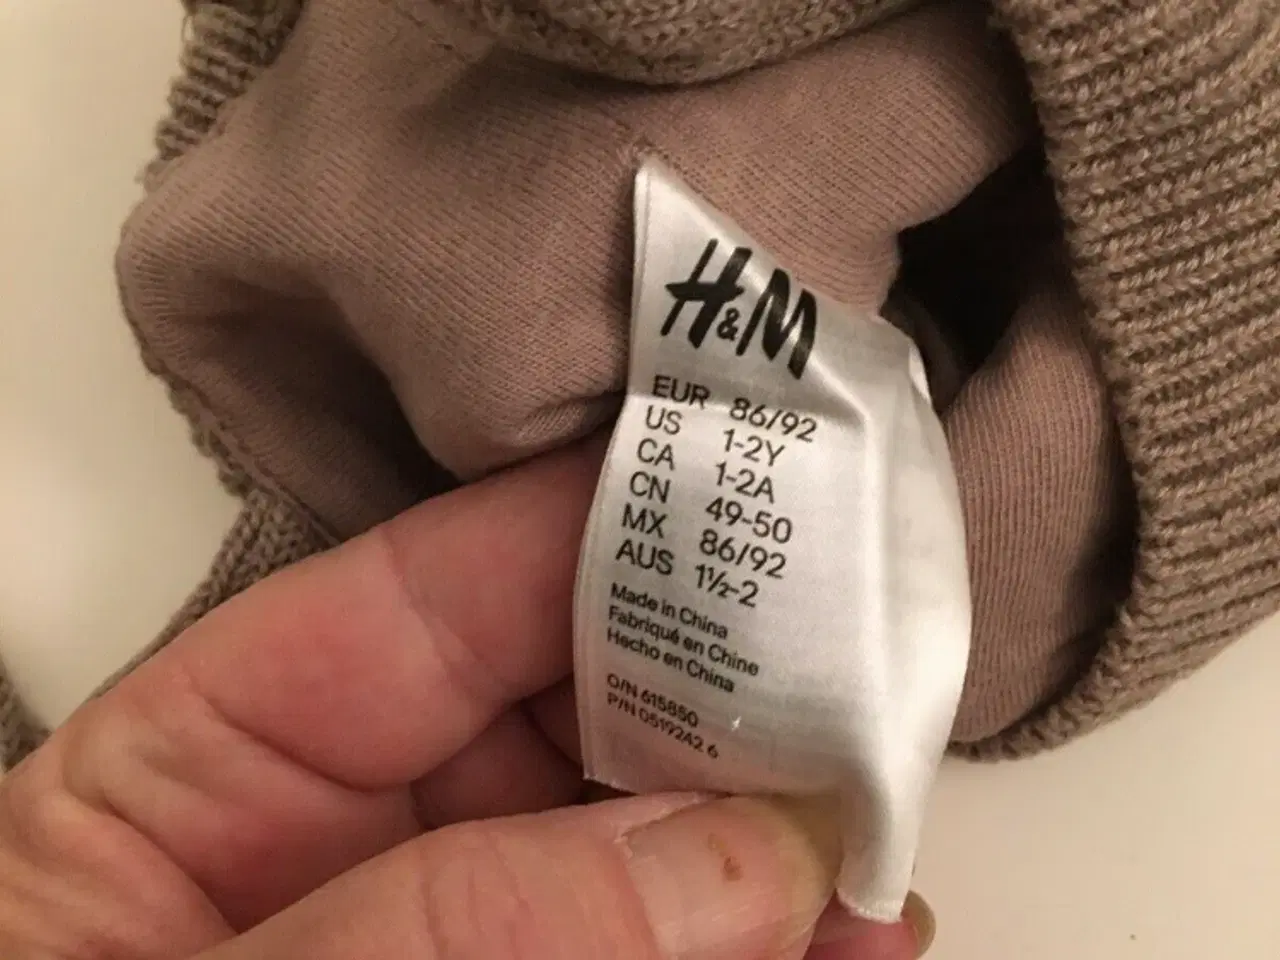 H&M
EUR 86/92
US 1-2Y
CA 1-2A
CN 49-50
MX 86/92
AUS 1½-2
Made in China
Fabriqué en Chine
Hecho en China
O/N 615850
P/N 0519242 6